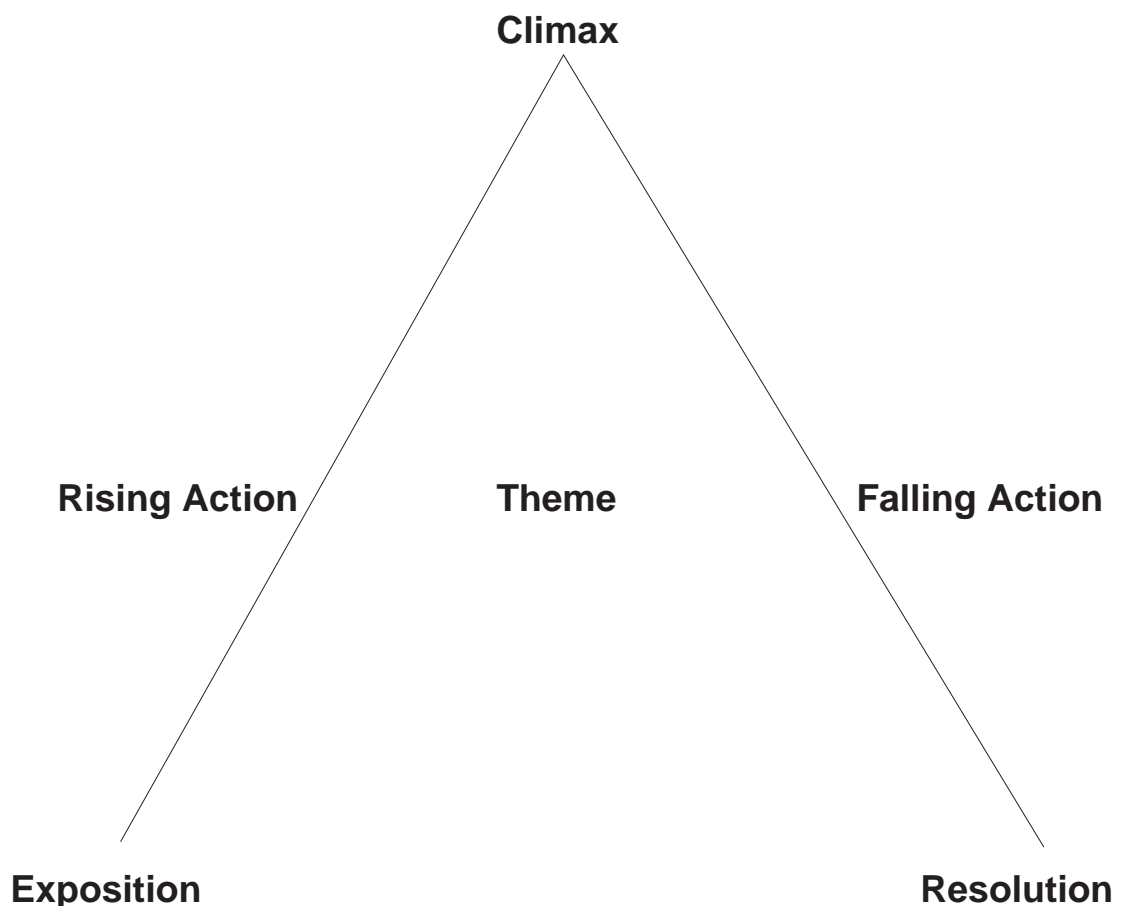 Climax
Rising Action
Theme
Falling Action
Exposition
Resolution